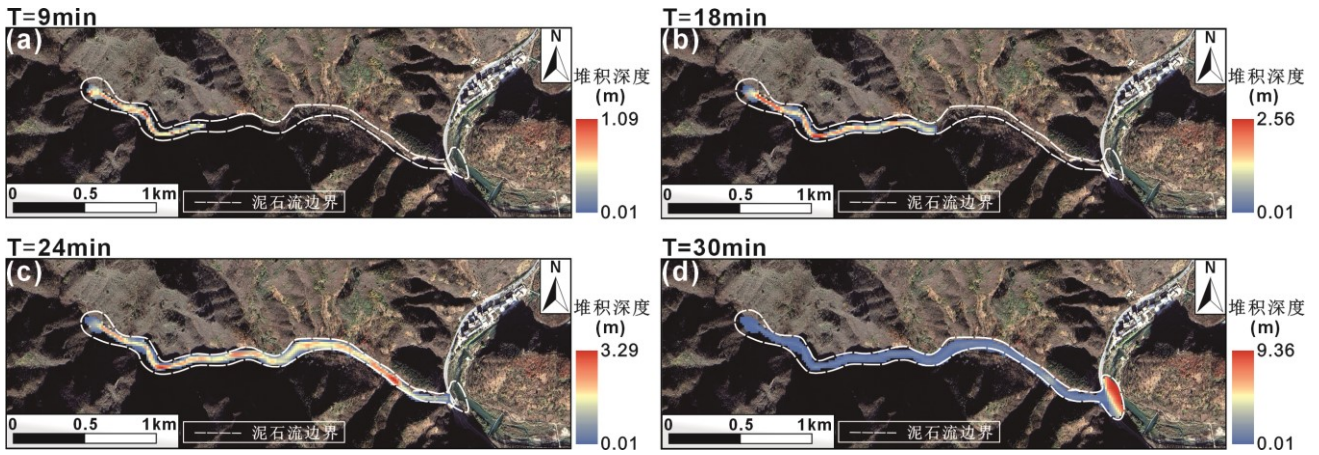 T=9min
(a)
N
堆积深度
(m)
1.09
0.01
0 0.5 1km
泥石流边界
T=18min
(b)
N
堆积深度
(m)
2.56
0.01
0 0.5 1km
泥石流边界
T=24min
(c)
N
堆积深度
(m)
3.29
0.01
0 0.5 1km
泥石流边界
T=30min
(d)
N
堆积深度
(m)
9.36
0.01
0 0.5 1km
泥石流边界